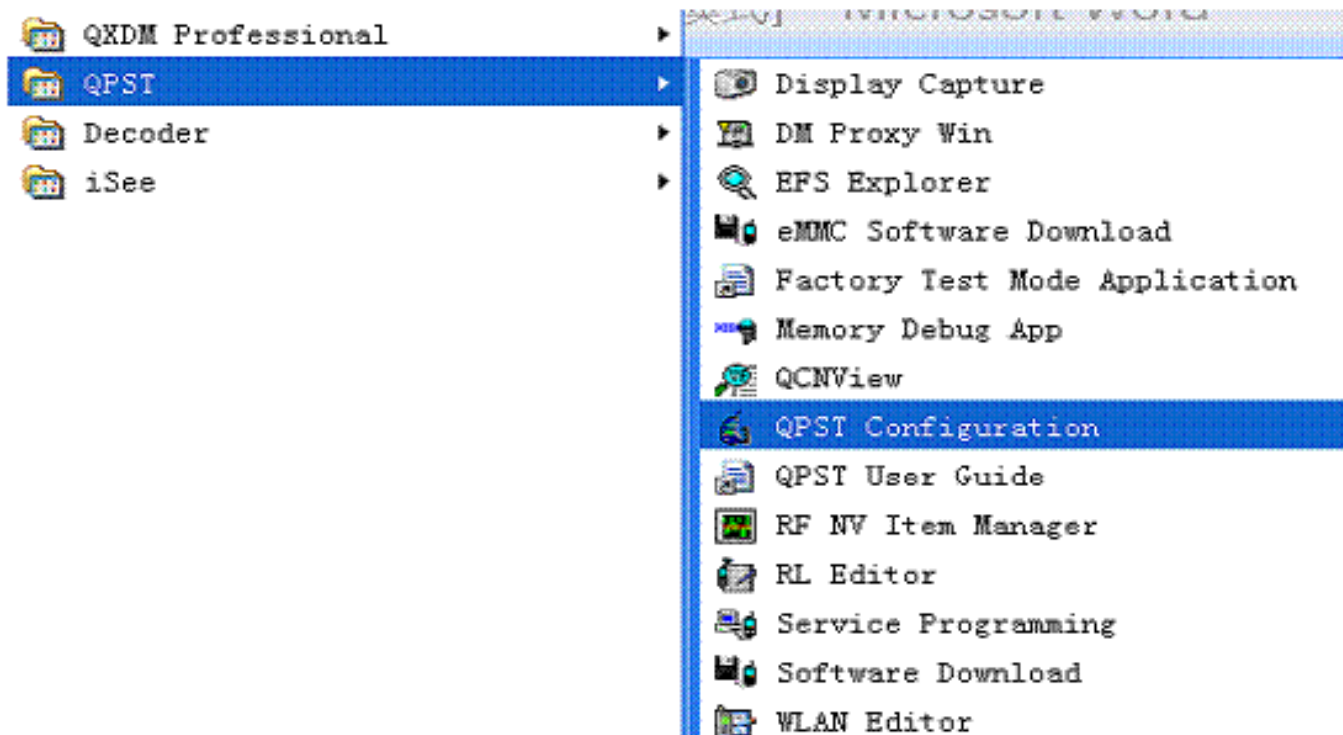 QXDM Professional
QPST
Decoder
iSee
Microsoft Word
Display Capture
DM Proxy Win
EFS Explorer
eMMC Software Download
Factory Test Mode Application
Memory Debug App
QCNView
QPST Configuration
QPST User Guide
RF NV Item Manager
RL Editor
Service Programming
Software Download
WLAN Editor